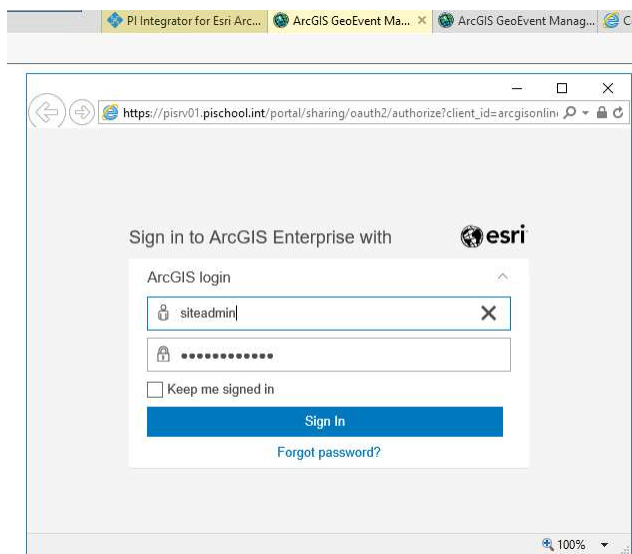 PI Integrator for Esri Arc... ArcGIS GeoEvent Ma... ArcGIS GeoEvent Manag... C
https://pisrv01.pischool.int/portal/sharing/oauth2/authorize?client_id=arcgisonlin
Sign in to ArcGIS Enterprise with esri
ArcGIS login
siteadmin
Keep me signed in
Sign In
Forgot password?
100%